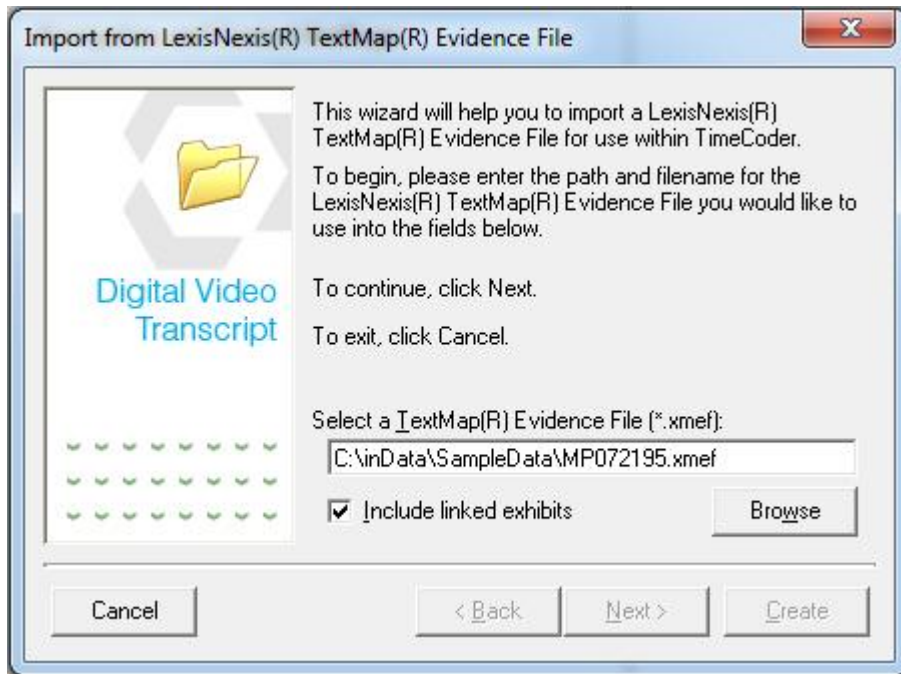 Import from LexisNexis(R) TextMap(R) Evidence File
This wizard will help you to import a LexisNexis(R)
TextMap(R) Evidence File for use within TimeCoder.
To begin, please enter the path and filename for the
LexisNexis(R) TextMap(R) Evidence File you would like to
use into the fields below.
Digital Video
Transcript
To continue, click Next.
To exit, click Cancel.
Select a TextMap(R) Evidence File (*.xmef):
C:\inData\SampleData\MP072195.xmef
Include linked exhibits
Browse
Cancel
< Back
Next >
Create